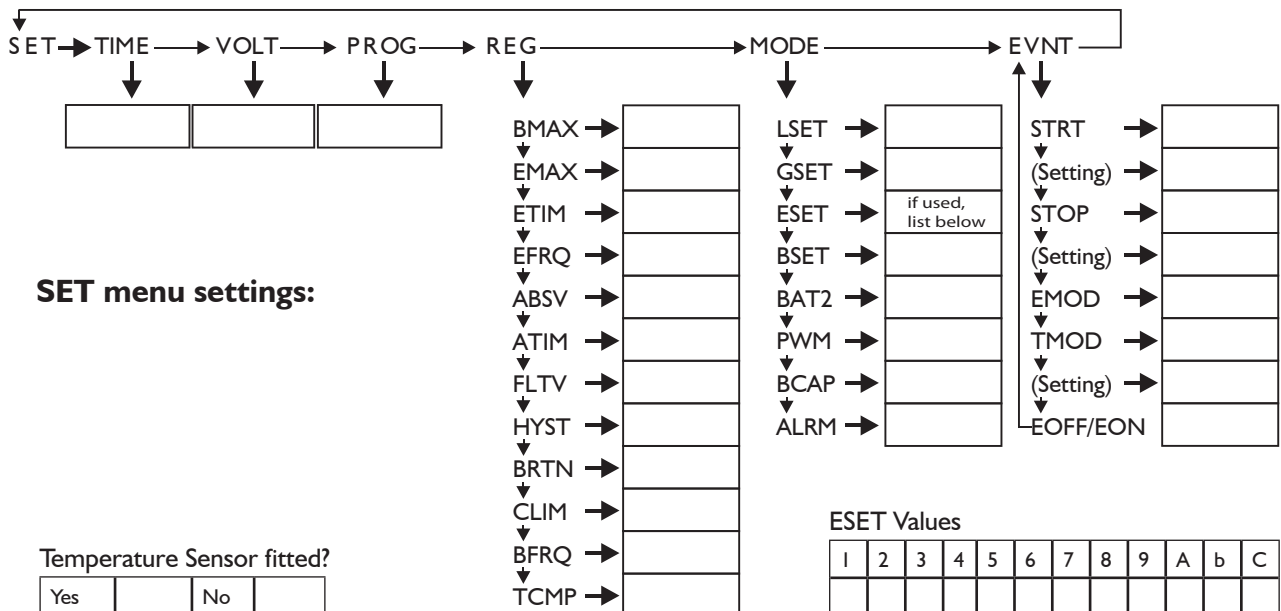 SET TIME VOLT PROG REG MODE EVNT
BMAX
EMAX
ETIM
EFRQ
ABSV
ATIM
FLTV
HYST
BRTN
CLIM
BFRQ
TCMP
LSET
GSET
ESET if used,
list below
BSET
BAT2
PWM
BCAP
ALRM
STRT
(Setting)
STOP
(Setting)
EMOD
TMOD
(Setting)
EOFF/EON
SET menu settings:
Temperature Sensor fitted?
Yes No
ESET Values
1 2 3 4 5 6 7 8 9 A b C